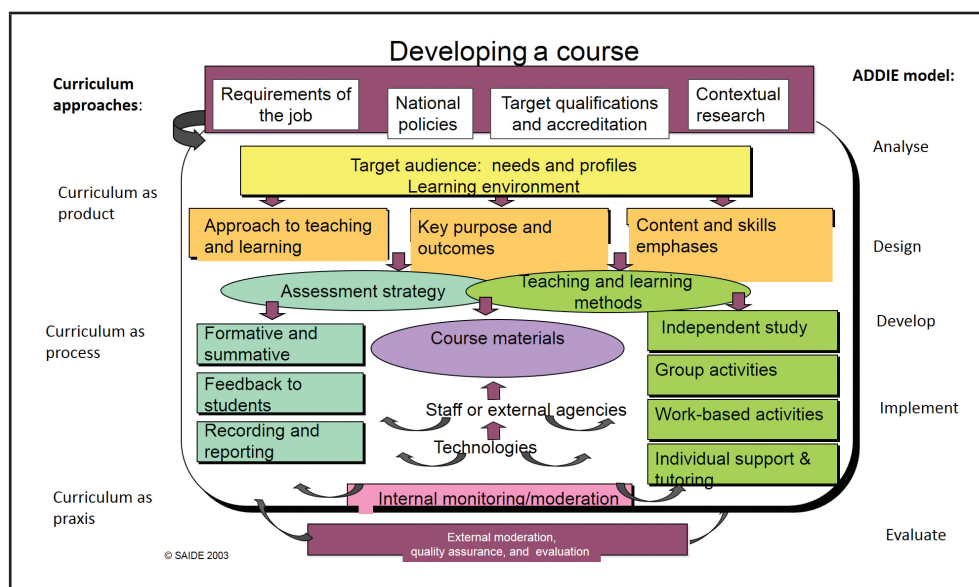 Developing a course
Curriculum
approaches:
ADDIE model:
Requirements of
the job
National
policies
Target qualifications
and accreditation
Contextual
research
Analyse
Target audience: needs and profiles
Learning environment
Curriculum as
product
Approach to teaching
and learning
Key purpose and
outcomes
Content and skills
emphases
Design
Assessment strategy
Teaching and learning
methods
Develop
Curriculum as
process
Formative and
summative
Course materials
Independent study
Feedback to
students
Group activities
Staff or external agencies
Work-based activities
Implement
Recording and
reporting
Technologies
Individual support &
tutoring
Curriculum as
praxis
Internal monitoring/moderation
External moderation,
quality assurance, and evaluation
Evaluate
© SAIDE 2003